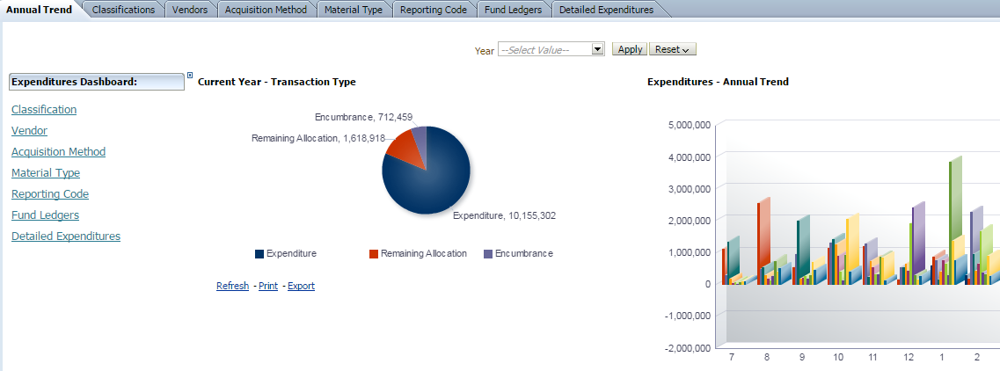 Annual Trend Classifications Vendors Acquisition Method Material Type Reporting Code Fund Ledgers Detailed Expenditures
Year --Select Value-- Apply Reset
Expenditures Dashboard:
Classification
Vendor
Acquisition Method
Material Type
Reporting Code
Fund Ledgers
Detailed Expenditures
Current Year - Transaction Type
Encumbrance, 712,459
Remaining Allocation, 1,618,918
Expenditure, 10,155,302
Expenditure Remaining Allocation Encumbrance
Refresh - Print - Export
Expenditures - Annual Trend
5,000,000
4,000,000
3,000,000
2,000,000
1,000,000
0
-1,000,000
-2,000,000
7 8 9 10 11 12 1 2